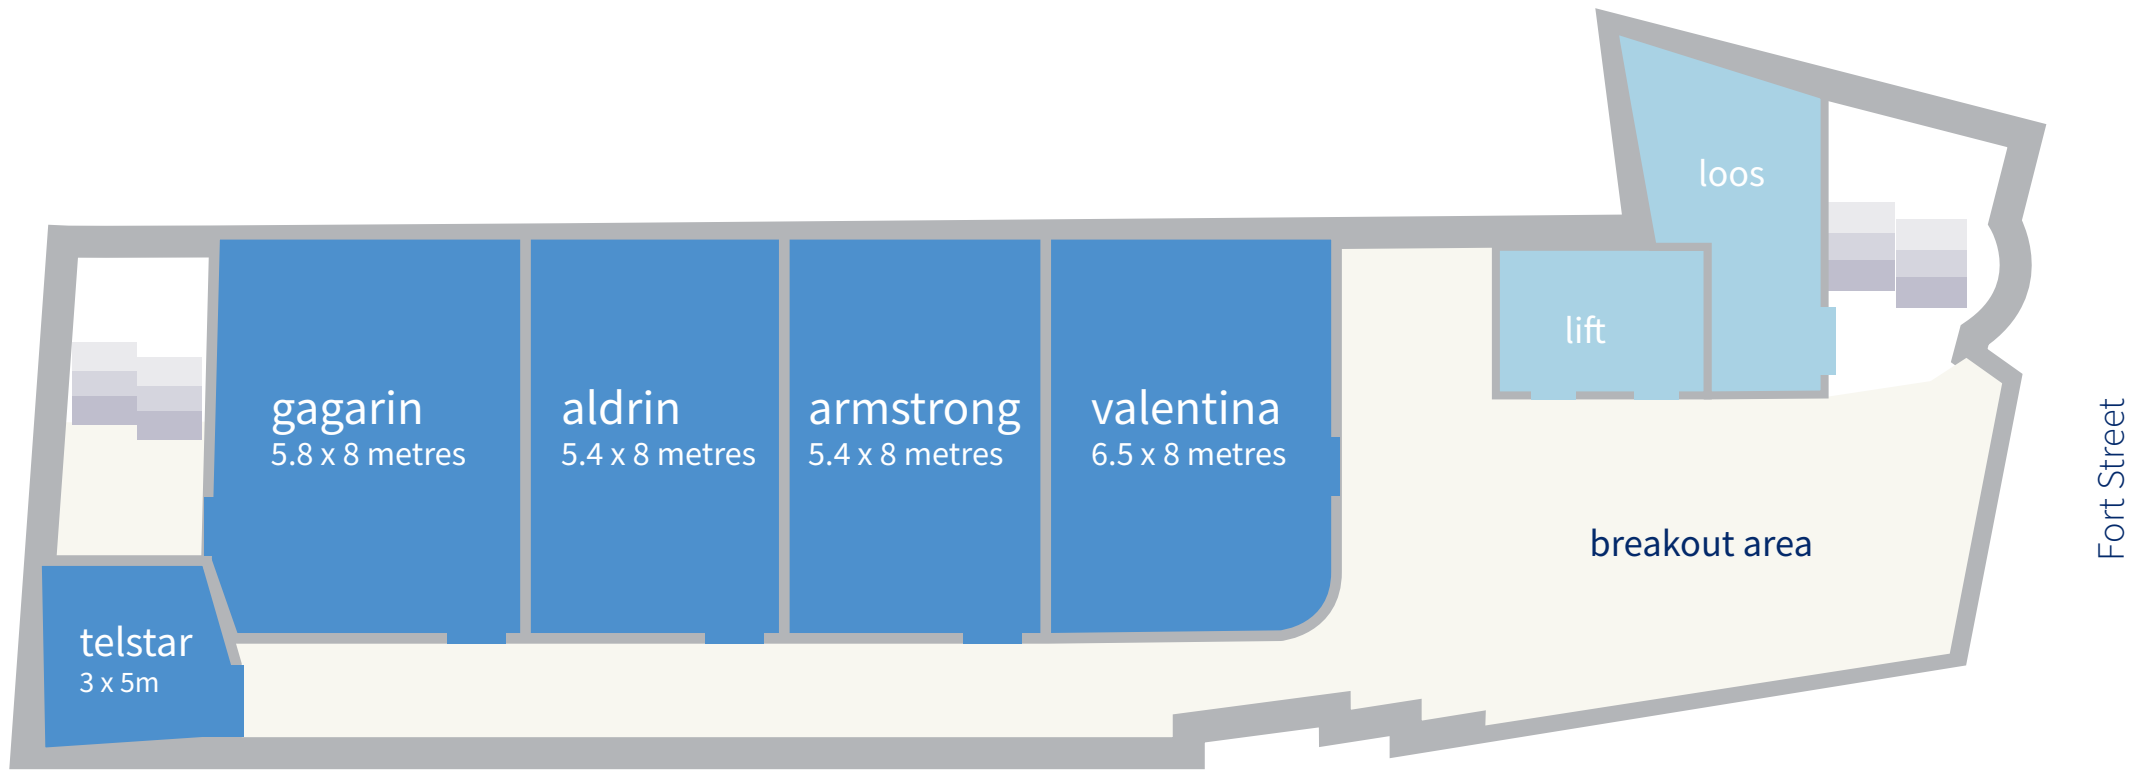 loos
lift
gagarin
5.8 x 8 metres
aldrin
5.4 x 8 metres
armstrong
5.4 x 8 metres
valentina
6.5 x 8 metres
breakout area
Fort Street
telstar
3 x 5m